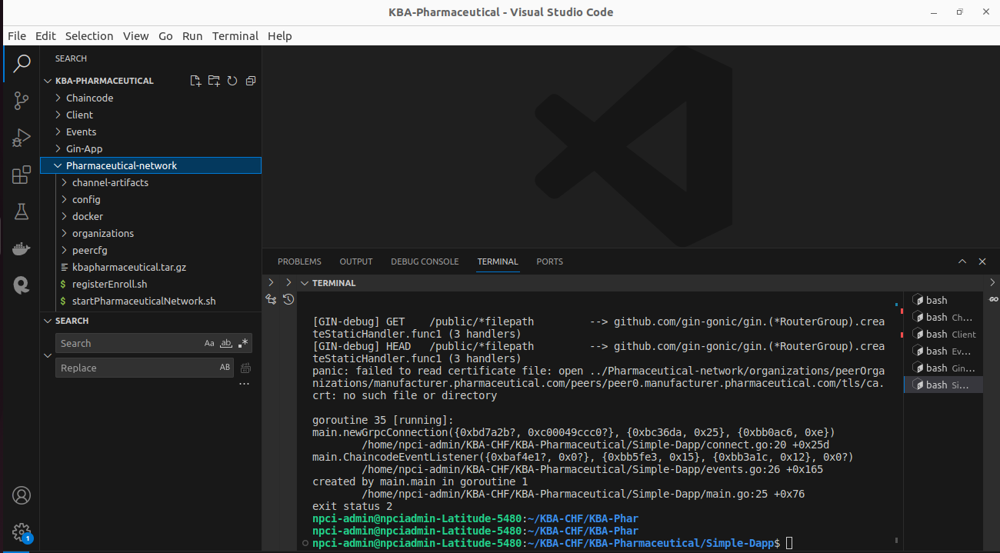 KBA-Pharmaceutical - Visual Studio Code
File Edit Selection View Go Run Terminal Help
SEARCH
KBA-PHARMACEUTICAL
Chaincode
Client
Events
Gin-App
Pharmaceutical-network
channel-artifacts
config
docker
organizations
peercfg
kbapharmaceutical.tar.gz
$ registerEnroll.sh
$ startPharmaceuticalNetwork.sh
SEARCH
Search Aa ab .*
Replace AB
...
1
PROBLEMS OUTPUT DEBUG CONSOLE TERMINAL PORTS
TERMINAL
[GIN-debug] GET    /public/*filepath         --> github.com/gin-gonic/gin.(*RouterGroup).crea
teStaticHandler.func1 (3 handlers)
[GIN-debug] HEAD   /public/*filepath         --> github.com/gin-gonic/gin.(*RouterGroup).crea
teStaticHandler.func1 (3 handlers)
panic: failed to read certificate file: open ../Pharmaceutical-network/organizations/peerOrga
nizations/manufacturer.pharmaceutical.com/peers/peer0.manufacturer.pharmaceutical.com/tls/ca.
crt: no such file or directory
goroutine 35 [running]:
main.newGrpcConnection({0xbd7a2b?, 0xc00049ccc0?}, {0xbc36da, 0x25}, {0xbb0ac6, 0xe})
/home/npci-admin/KBA-CHF/KBA-Pharmaceutical/Simple-Dapp/connect.go:20 +0x25d
main.ChaincodeEventListener({0xbaf4e1?, 0x0?}, {0xbb5fe3, 0x15}, {0xbb3a1c, 0x12}, 0x0?)
/home/npci-admin/KBA-CHF/KBA-Pharmaceutical/Simple-Dapp/events.go:26 +0x165
created by main.main in goroutine 1
/home/npci-admin/KBA-CHF/KBA-Pharmaceutical/Simple-Dapp/main.go:25 +0x76
exit status 2
npci-admin@npciadmin-Latitude-5480:~/KBA-CHF/KBA-Phar
npci-admin@npciadmin-Latitude-5480:~/KBA-CHF/KBA-Phar
npci-admin@npciadmin-Latitude-5480:~/KBA-CHF/KBA-Pharmaceutical/Simple-Dapp$
bash
bash Ch...
bash Client
bash Ev...
bash Gin...
bash Si...
GO